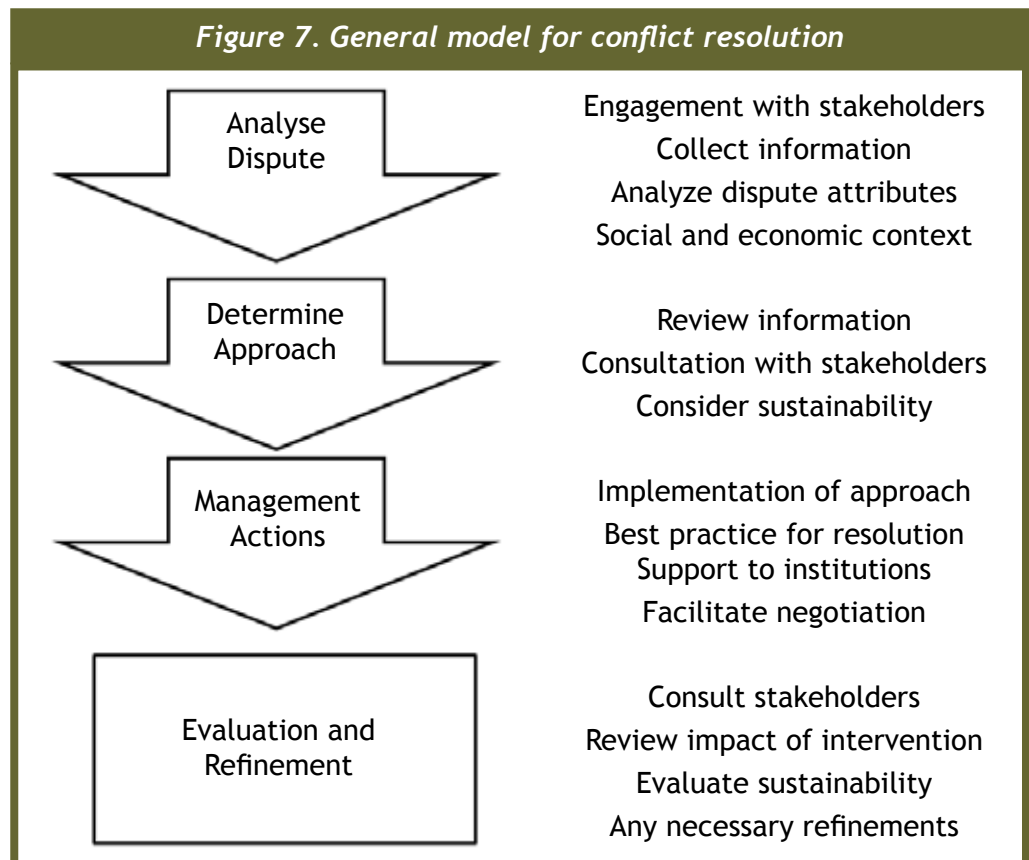 Figure 7. General model for conflict resolution
Analyse
Dispute
Engagement with stakeholders
Collect information
Analyze dispute attributes
Social and economic context
Determine
Approach
Review information
Consultation with stakeholders
Consider sustainability
Management
Actions
Implementation of approach
Best practice for resolution
Support to institutions
Facilitate negotiation
Evaluation and
Refinement
Consult stakeholders
Review impact of intervention
Evaluate sustainability
Any necessary refinements